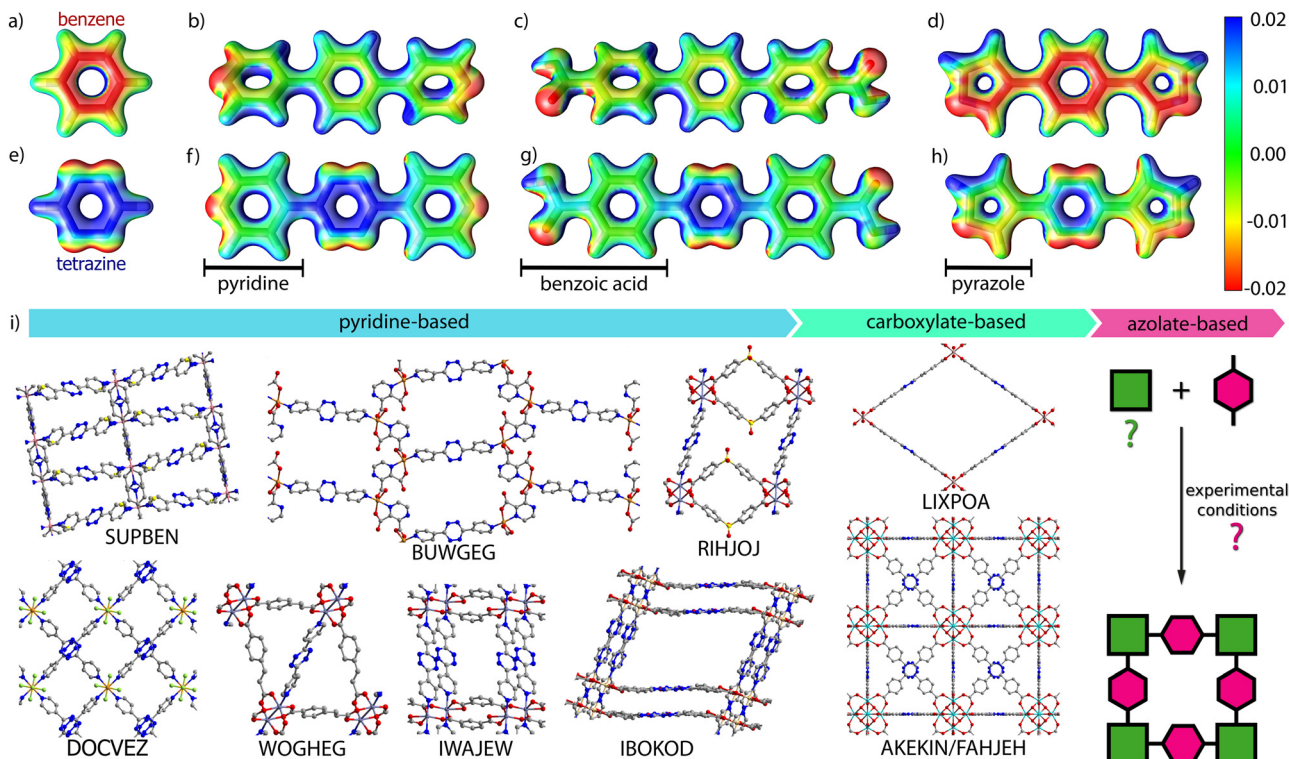 a)
benzene
b)
c)
d)
0.02
0.01
0.00
-0.01
-0.02
e)
tetrazine
f)
g)
h)
pyridine
benzoic acid
pyrazole
i)
pyridine-based
carboxylate-based
azolate-based
SUPBEN
BUWGEG
RIHJOJ
LIXPOA
+
?
experimental
conditions
?
DOCVEZ
WOGHEG
IWAJEW
IBOKOD
AKEKIN/FAHJEH